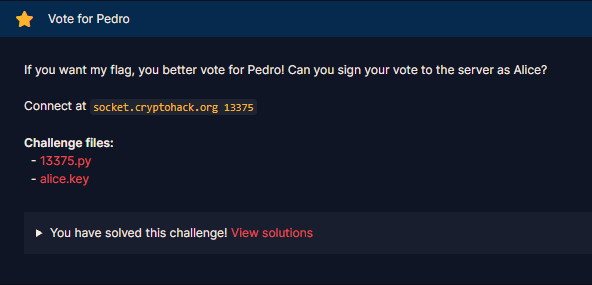 Vote for Pedro
If you want my flag, you better vote for Pedro! Can you sign your vote to the server as Alice?
Connect at socket.cryptohack.org 13375
Challenge files:
- 13375.py
- alice.key
You have solved this challenge! View solutions